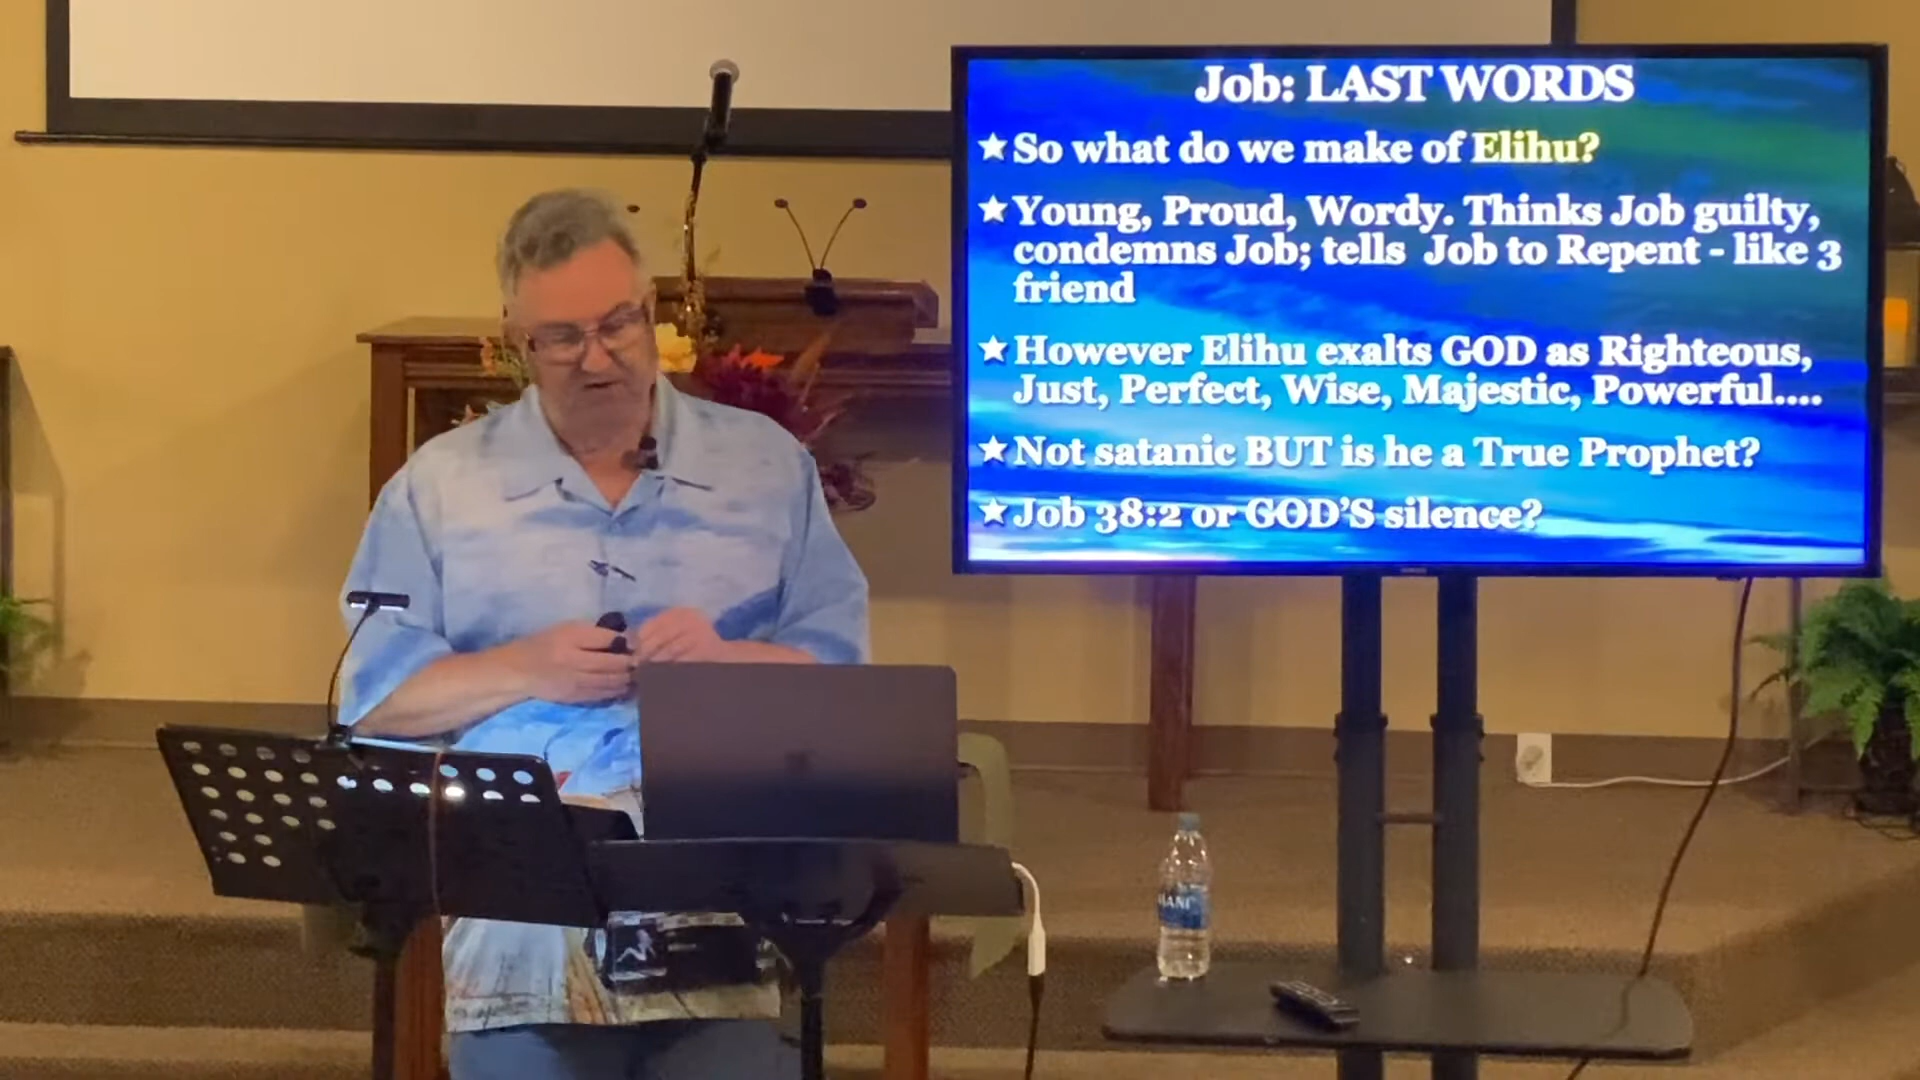 Job: LAST WORDS
★ So what do we make of Elihu?
★ Young, Proud, Wordy. Thinks Job guilty,
condemns Job; tells Job to Repent - like 3
friend
★ However Elihu exalts GOD as Righteous,
Just, Perfect, Wise, Majestic, Powerful....
★ Not satanic BUT is he a True Prophet?
★ Job 38:2 or GOD'S silence?